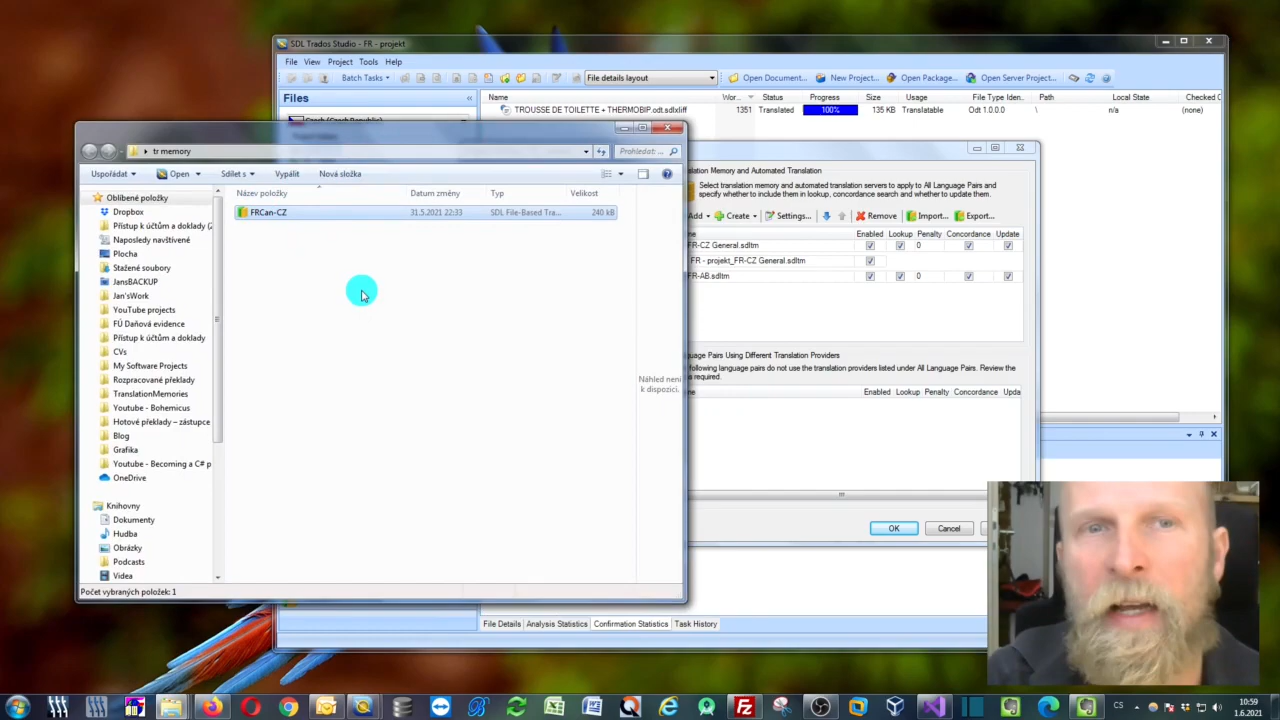 SDL Trados Studio - FR - projekt
File View Project Tools Help
Batch Tasks File details layout Open Document... New Project... Open Package... Open Server Project...
Files
Name Wor... Status Progress Size Usage File Type Iden... Path Local State Checked O
TROUSSE DE TOILETTE + THERMOBIP.odt.sdlxliff 1351 Translated 100% 135 KB Translatable Odt 1.0.0.0 \ n/a (none)
Czech (Czech Republic)
tr memory
Prohledat:...
Uspořádat Open Sdílet s Vypálit Nová složka
Název položky Datum změny Typ Velikost
FRCan-CZ 31.5.2021 22:33 SDL File-Based Tra... 240 kB
Oblíbené položky
Dropbox
Přístup k účtům a doklady (2
Naposledy navštívené
Plocha
Stažené soubory
JansBACKUP
Jan'sWork
YouTube projects
FÚ Daňová evidence
Přístup k účtům a doklady
CVs
My Software Projects
Rozpracované překlady
TranslationMemories
Youtube - Bohemicus
Hotové překlady – zástupce
Blog
Grafika
Youtube - Becoming a C# p
OneDrive
Knihovny
Dokumenty
Hudba
Obrázky
Podcasts
Videa
Náhled není
k dispozici.
Počet vybraných položek: 1
slation Memory and Automated Translation
Select translation memory and automated translation servers to apply to All Language Pairs and
specify whether to include them in lookup, concordance search and whether to update them.
Add Create Settings... Remove Import... Export...
me Enabled Lookup Penalty Concordance Update
FR-CZ General.sdltm 0
FR - projekt_FR-CZ General.sdltm
FR-AB.sdltm 0
guage Pairs Using Different Translation Providers
following language pairs do not use the translation providers listed under All Language Pairs. Review the
s required.
me Enabled Lookup Penalty Concordance Upda
OK Cancel
File Details Analysis Statistics Confirmation Statistics Task History
CS 10:59
1.6.2021